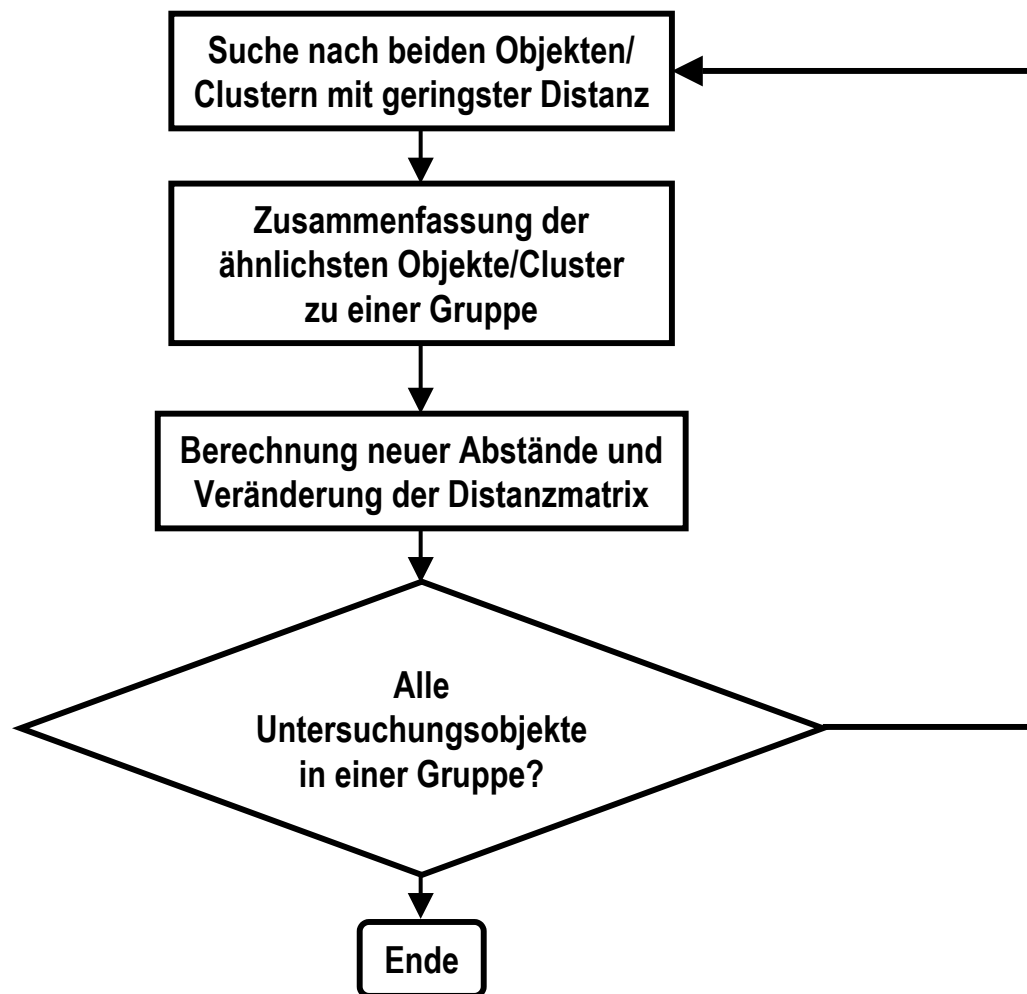 Suche nach beiden Objekten/
Clustern mit geringster Distanz
Zusammenfassung der
ähnlichsten Objekte/Cluster
zu einer Gruppe
Berechnung neuer Abstände und
Veränderung der Distanzmatrix
Alle
Untersuchungsobjekte
in einer Gruppe?
Ende